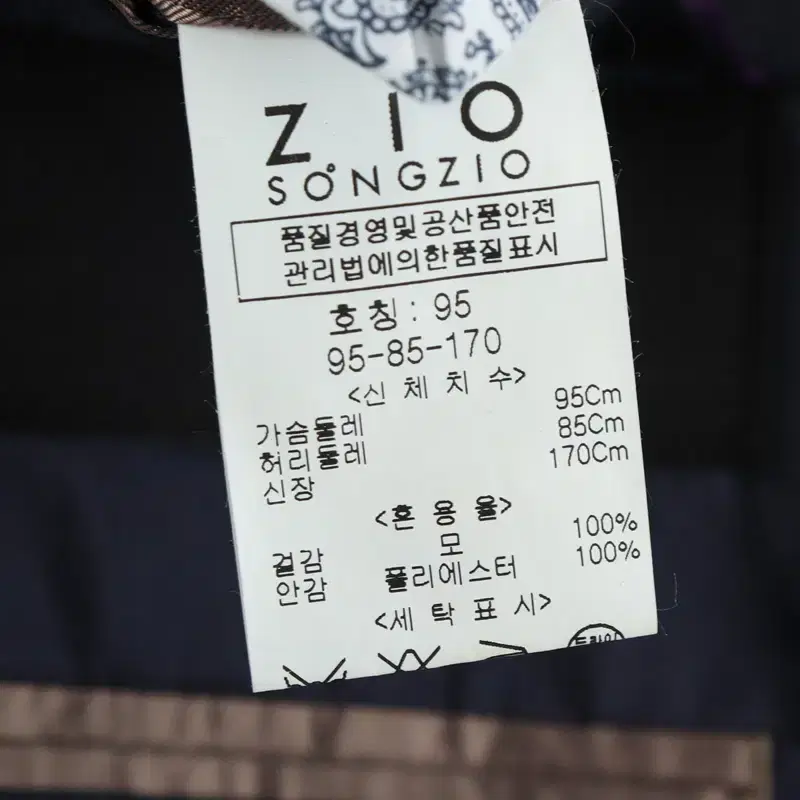 ZIO
SONGZIO
품질경영및공산품안전
관리법에의한품질표시
호칭 : 95
95-85-170
<신 체 치 수>
가슴둘레 95Cm
허리둘레 85Cm
신장 170Cm
<혼 용 율>
겉감 모 100%
안감 폴리에스터 100%
<세 탁 표 시>
드라이